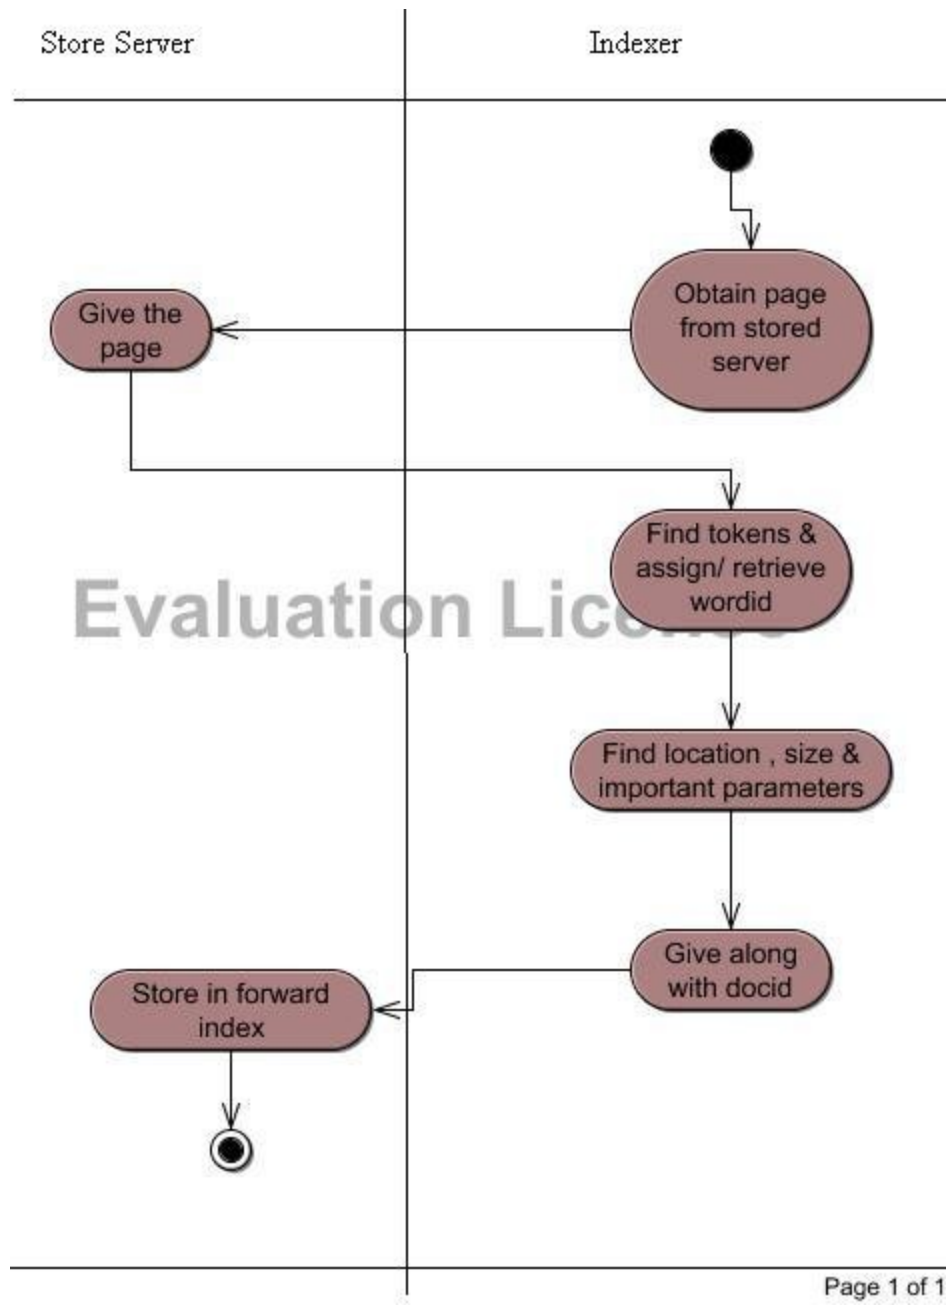 Store Server
Indexer
Obtain page
from stored
server
Give the
page
Find tokens &
assign/ retrieve
wordid
Evaluation License
Find location , size &
important parameters
Give along
with docid
Store in forward
index
Page 1 of 1